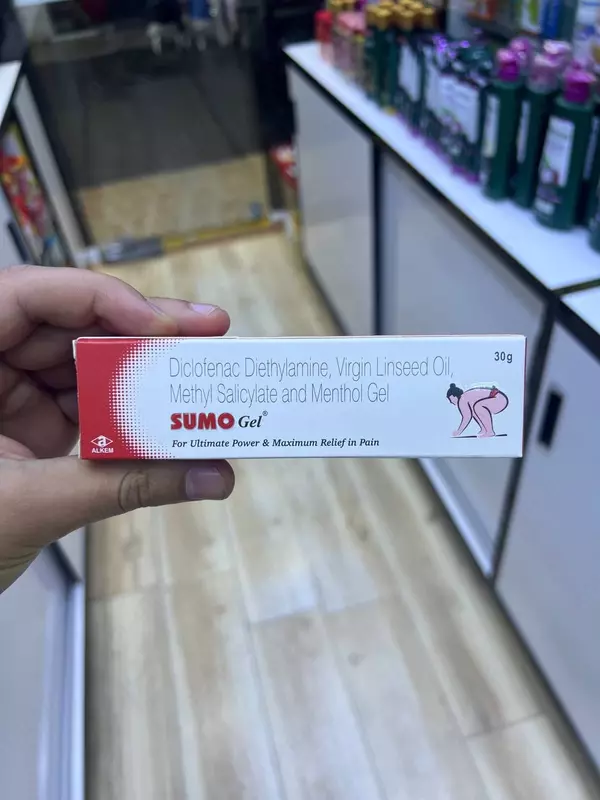 Diclofenac Diethylamine, Virgin Linseed Oil,
Methyl Salicylate and Menthol Gel
30g
SUMO Gel®
For Ultimate Power & Maximum Relief in Pain
a
ALKEM